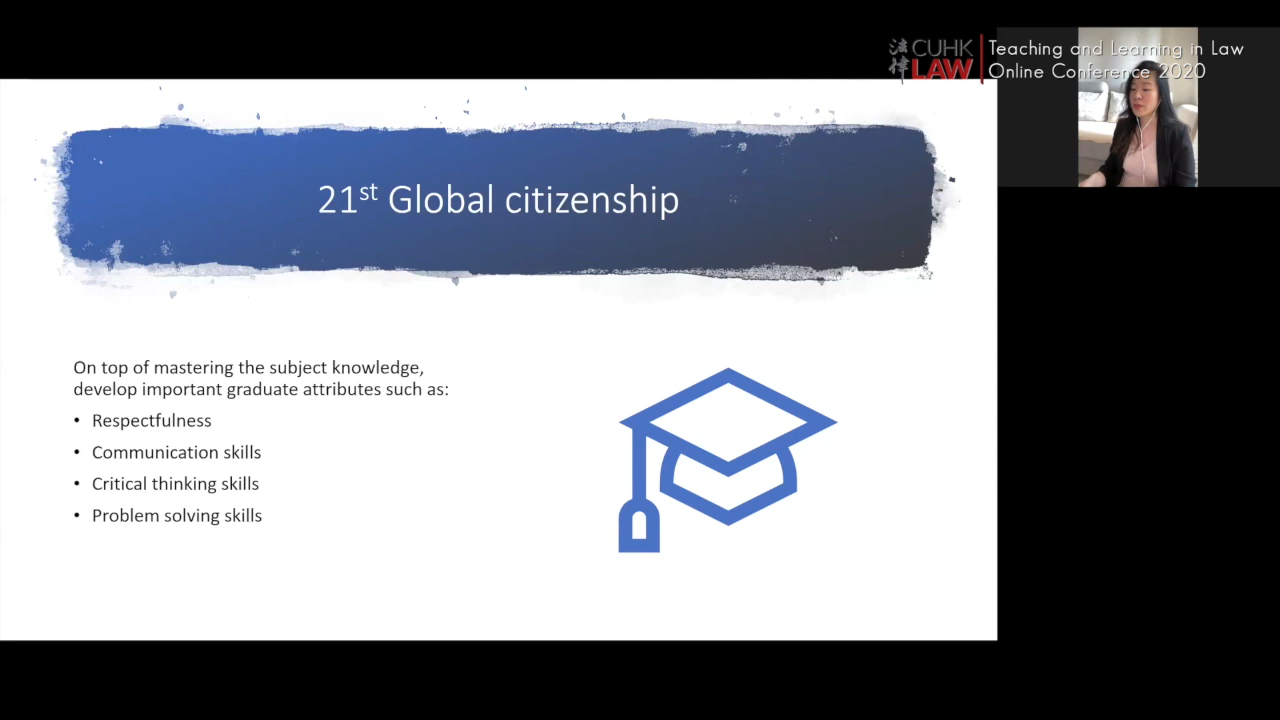 法律 CUHK LAW
Teaching and Learning in Law
Online Conference 2020
21st Global citizenship
On top of mastering the subject knowledge,
develop important graduate attributes such as:
• Respectfulness
• Communication skills
• Critical thinking skills
• Problem solving skills